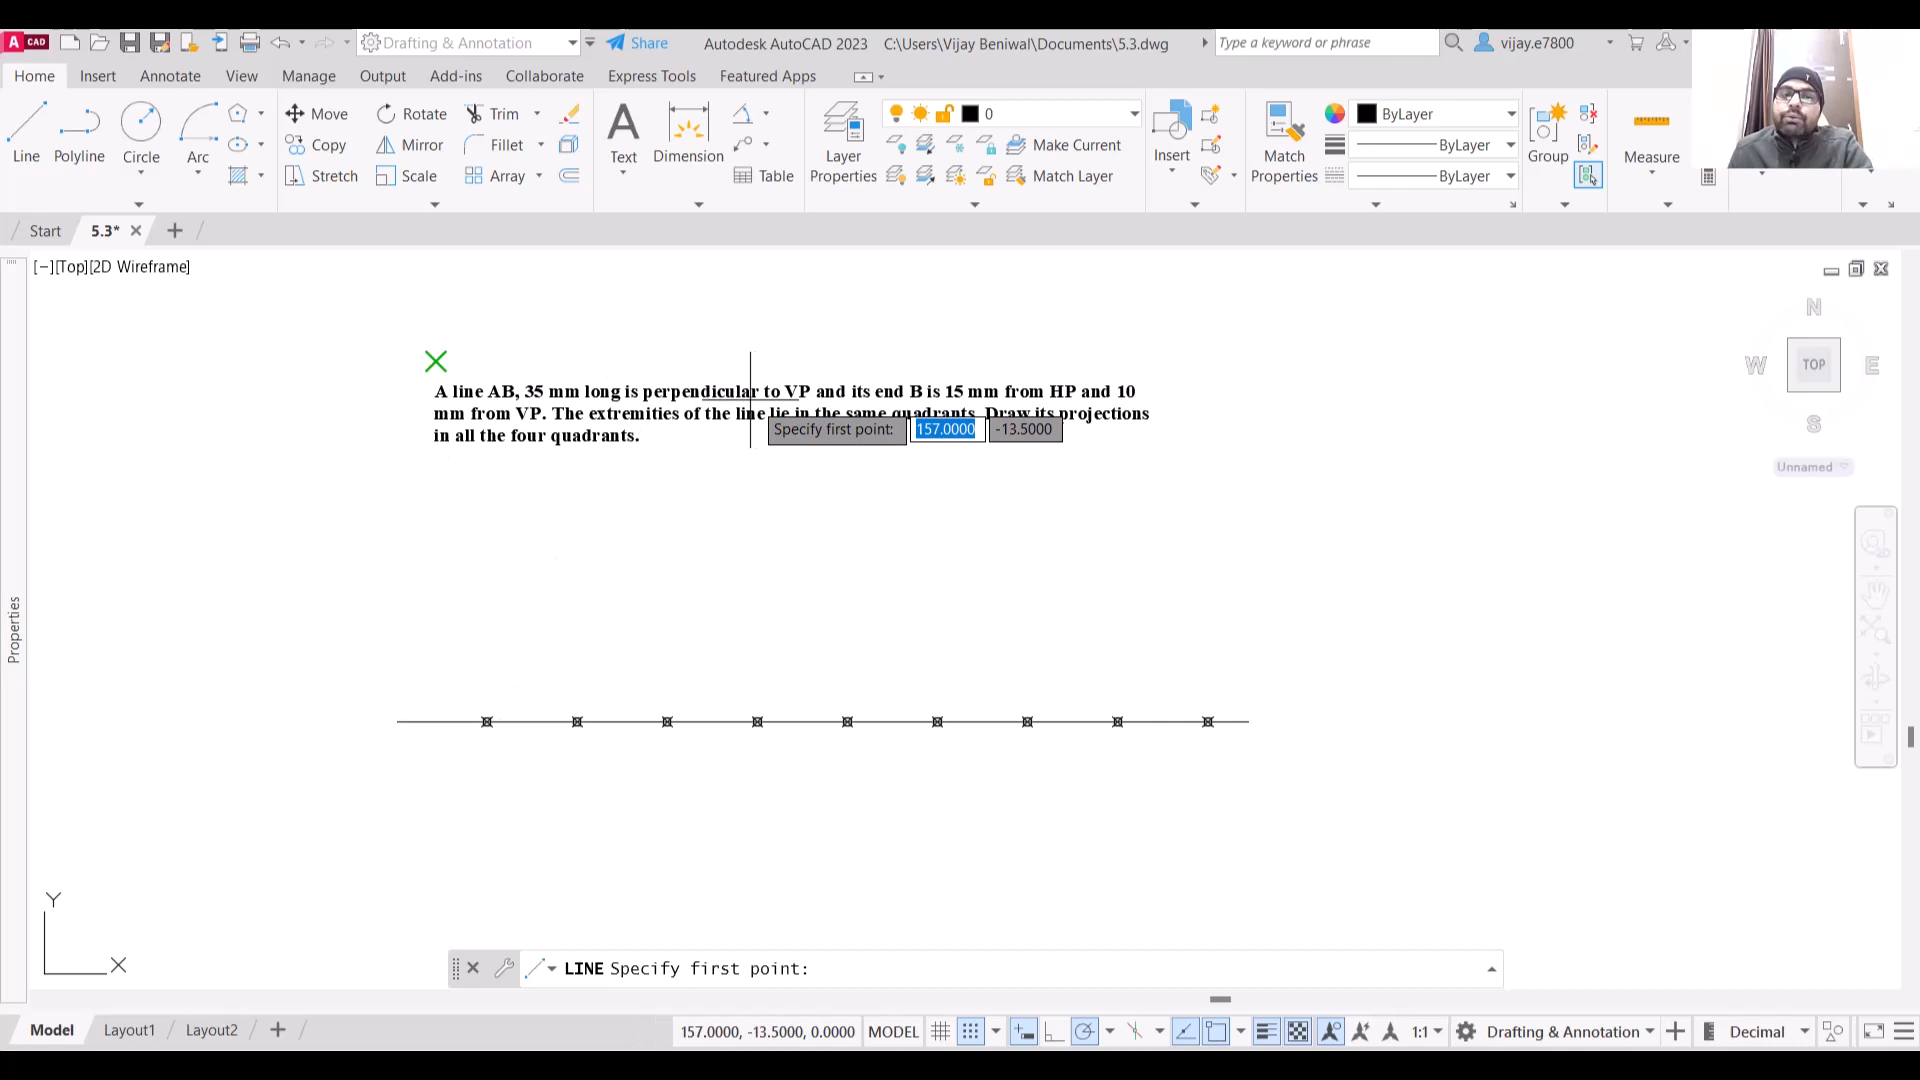 A CAD
Drafting & Annotation
Share
Autodesk AutoCAD 2023 C:\Users\Vijay Beniwal\Documents\5.3.dwg
Type a keyword or phrase
vijay.e7800
Home Insert Annotate View Manage Output Add-ins Collaborate Express Tools Featured Apps
Line Polyline Circle Arc
Move Rotate Trim
Copy Mirror Fillet
Stretch Scale Array
Text Dimension Table
Layer Properties
0
Make Current
Match Layer
Insert
Match Properties
ByLayer
ByLayer
ByLayer
Group
Measure
Start 5.3*
[−][Top][2D Wireframe]
N
W TOP E
S
Unnamed
A line AB, 35 mm long is perpendicular to VP and its end B is 15 mm from HP and 10
mm from VP. The extremities of the line lie in the same quadrants. Draw its projections
in all the four quadrants.
Specify first point: 157.0000 -13.5000
Properties
Y
X
LINE Specify first point:
Model Layout1 Layout2
157.0000, -13.5000, 0.0000 MODEL
1:1
Drafting & Annotation
Decimal